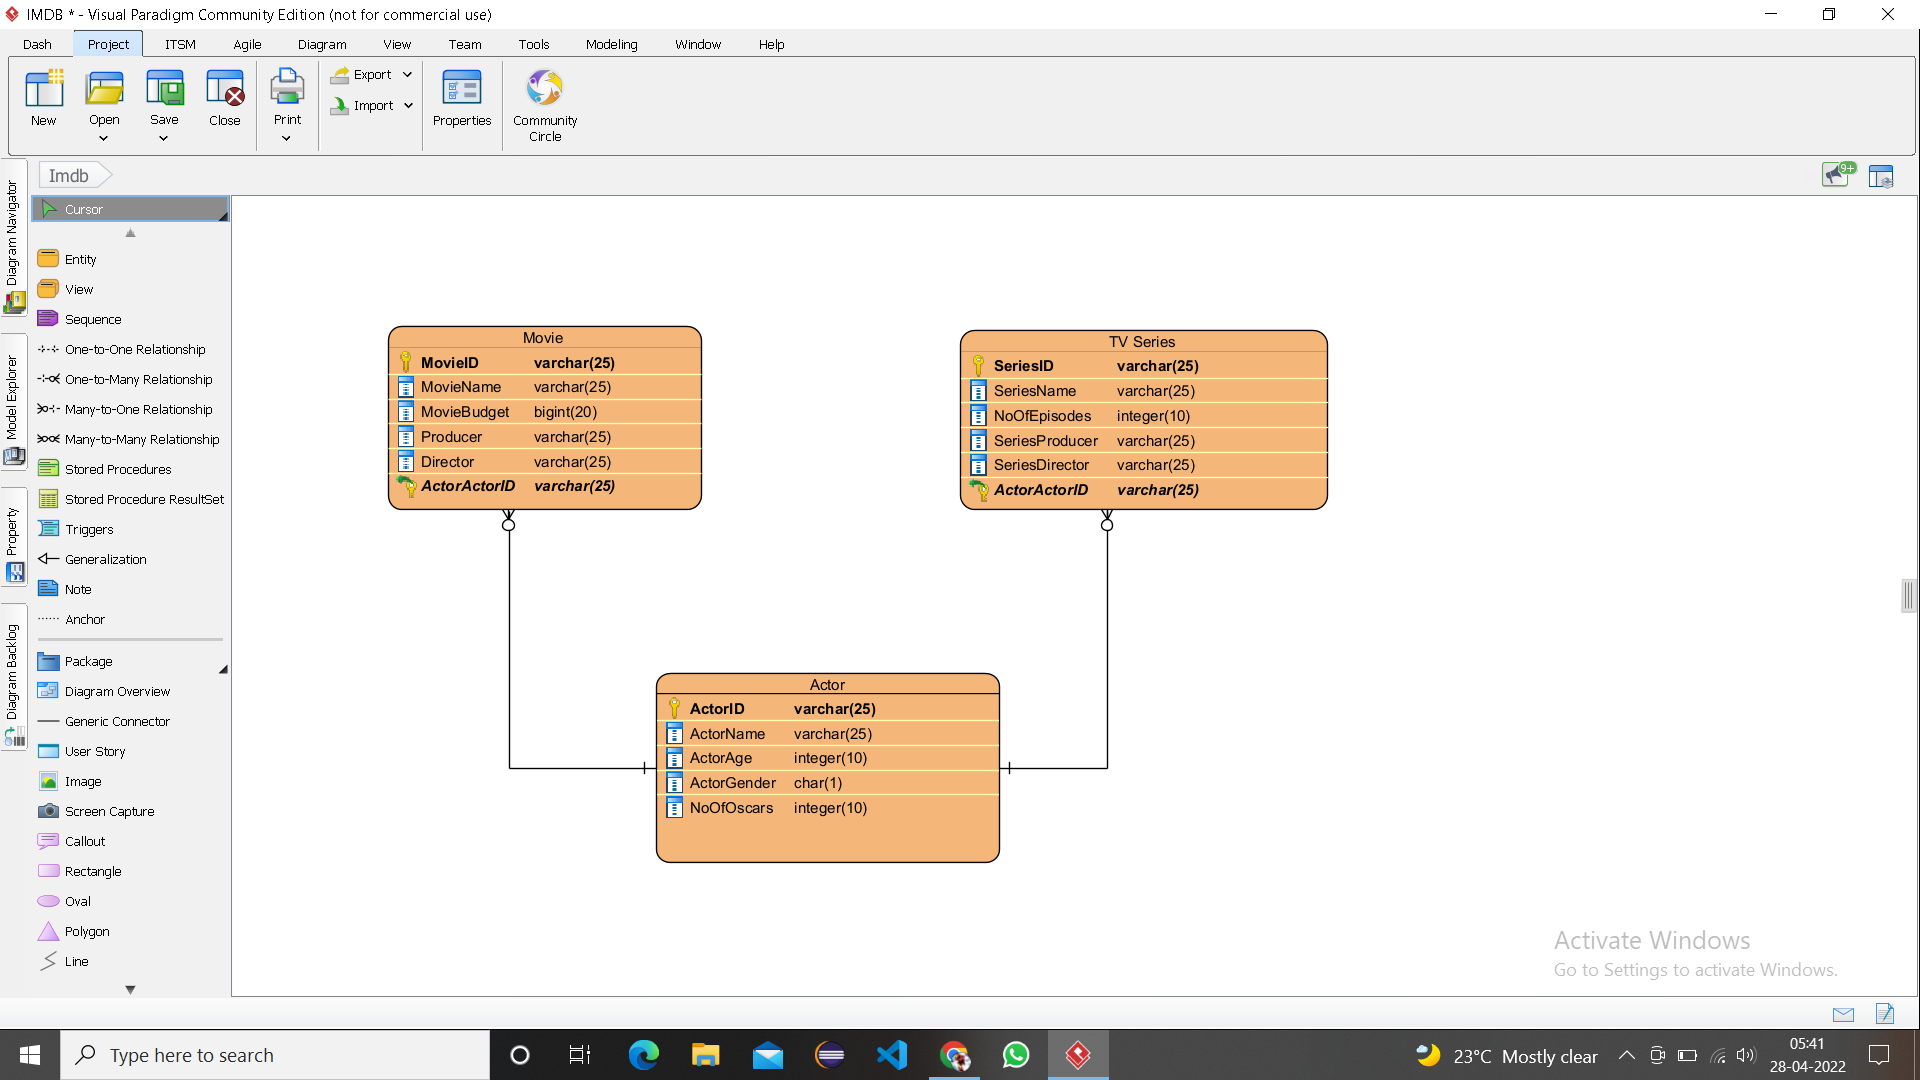 IMDB * - Visual Paradigm Community Edition (not for commercial use)
Dash Project ITSM Agile Diagram View Team Tools Modeling Window Help
New Open Save Close Print Export Import Properties Community Circle
Imdb
9+
Diagram Navigator
Model Explorer
Property
Diagram Backlog
Cursor
Entity
View
Sequence
One-to-One Relationship
One-to-Many Relationship
Many-to-One Relationship
Many-to-Many Relationship
Stored Procedures
Stored Procedure ResultSet
Triggers
Generalization
Note
Anchor
Package
Diagram Overview
Generic Connector
User Story
Image
Screen Capture
Callout
Rectangle
Oval
Polygon
Line
Movie
MovieID varchar(25)
MovieName varchar(25)
MovieBudget bigint(20)
Producer varchar(25)
Director varchar(25)
ActorActorID varchar(25)
TV Series
SeriesID varchar(25)
SeriesName varchar(25)
NoOfEpisodes integer(10)
SeriesProducer varchar(25)
SeriesDirector varchar(25)
ActorActorID varchar(25)
Actor
ActorID varchar(25)
ActorName varchar(25)
ActorAge integer(10)
ActorGender char(1)
NoOfOscars integer(10)
Activate Windows
Go to Settings to activate Windows.
Type here to search
23°C Mostly clear
05:41
28-04-2022